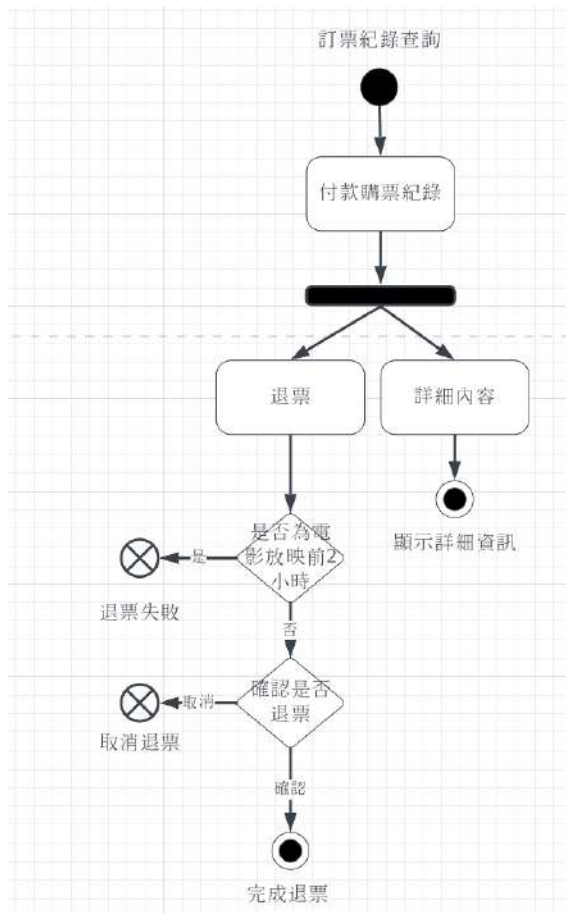 訂票紀錄查詢
付款購票紀錄
退票
詳細內容
顯示詳細資訊
是否為電
影放映前2
小時
是
退票失敗
否
確認是否
退票
取消
取消退票
確認
完成退票